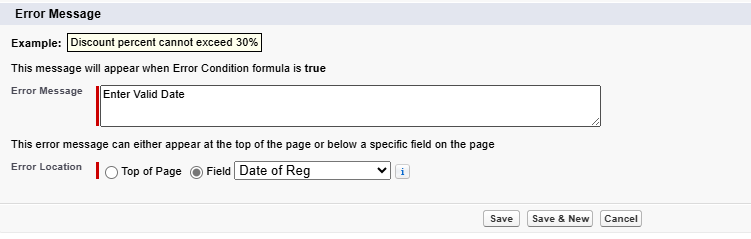 Error Message
Example: Discount percent cannot exceed 30%
This message will appear when Error Condition formula is true
Error Message Enter Valid Date
This error message can either appear at the top of the page or below a specific field on the page
Error Location Top of Page Field Date of Reg i
Save Save & New Cancel